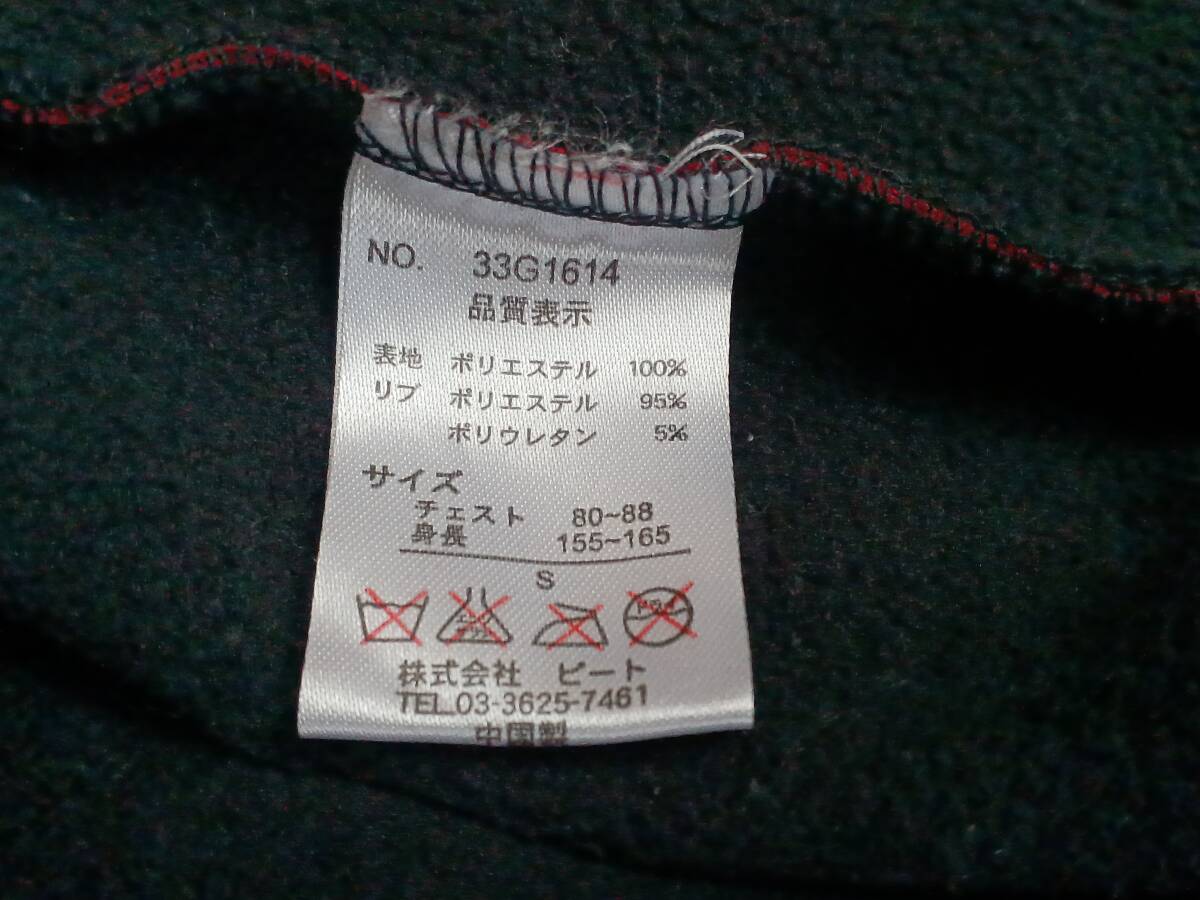 NO. 33G1614
品質表示
表地 ポリエステル 100%
リブ ポリエステル 95%
ポリウレタン 5%
サイズ
チェスト 80~88
身長 155~165
S
株式会社 ビート
TEL.03-3625-7461
中国製